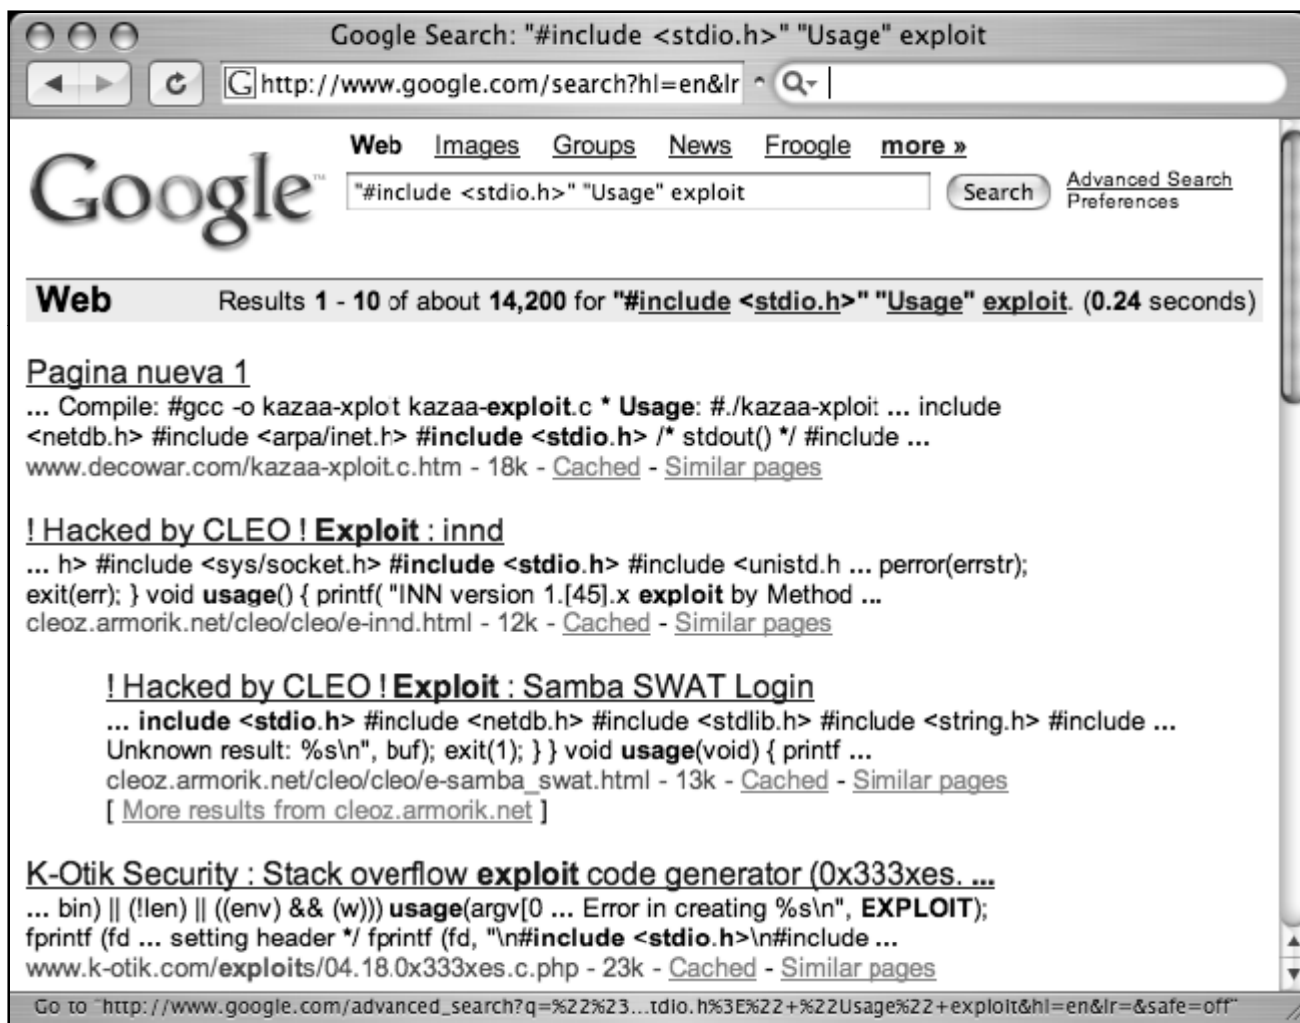 Google Search: "#include <stdio.h>" "Usage" exploit
G http://www.google.com/search?hl=en&lr
Web Images Groups News Froogle more »
Google™
"#include <stdio.h>" "Usage" exploit
Search
Advanced Search
Preferences
Web Results 1 - 10 of about 14,200 for "#include <stdio.h>" "Usage" exploit. (0.24 seconds)
Pagina nueva 1
... Compile: #gcc -o kazaa-xploit kazaa-exploit.c * Usage: #./kazaa-xploit ... include
<netdb.h> #include <arpa/inet.h> #include <stdio.h> /* stdout() */ #include ...
www.decowar.com/kazaa-xploit.c.htm - 18k - Cached - Similar pages
! Hacked by CLEO ! Exploit : innd
... h> #include <sys/socket.h> #include <stdio.h> #include <unistd.h ... perror(errstr);
exit(err); } void usage() { printf( "INN version 1.[45].x exploit by Method ...
cleoz.armorik.net/cleo/cleo/e-innd.html - 12k - Cached - Similar pages
! Hacked by CLEO ! Exploit : Samba SWAT Login
... include <stdio.h> #include <netdb.h> #include <stdlib.h> #include <string.h> #include ...
Unknown result: %s\n", buf); exit(1); } } void usage(void) { printf ...
cleoz.armorik.net/cleo/cleo/e-samba_swat.html - 13k - Cached - Similar pages
[ More results from cleoz.armorik.net ]
K-Otik Security : Stack overflow exploit code generator (0x333xes. ...
... bin) || (!len) || ((env) && (w))) usage(argv[0 ... Error in creating %s\n", EXPLOIT);
fprintf (fd ... setting header */ fprintf (fd, "\n#include <stdio.h>\n#include ...
www.k-otik.com/exploits/04.18.0x333xes.c.php - 23k - Cached - Similar pages
Go to "http://www.google.com/advanced_search?q=%22%23...tdio.h%3E%22+%22Usage%22+exploit&hl=en&lr=&safe=off"